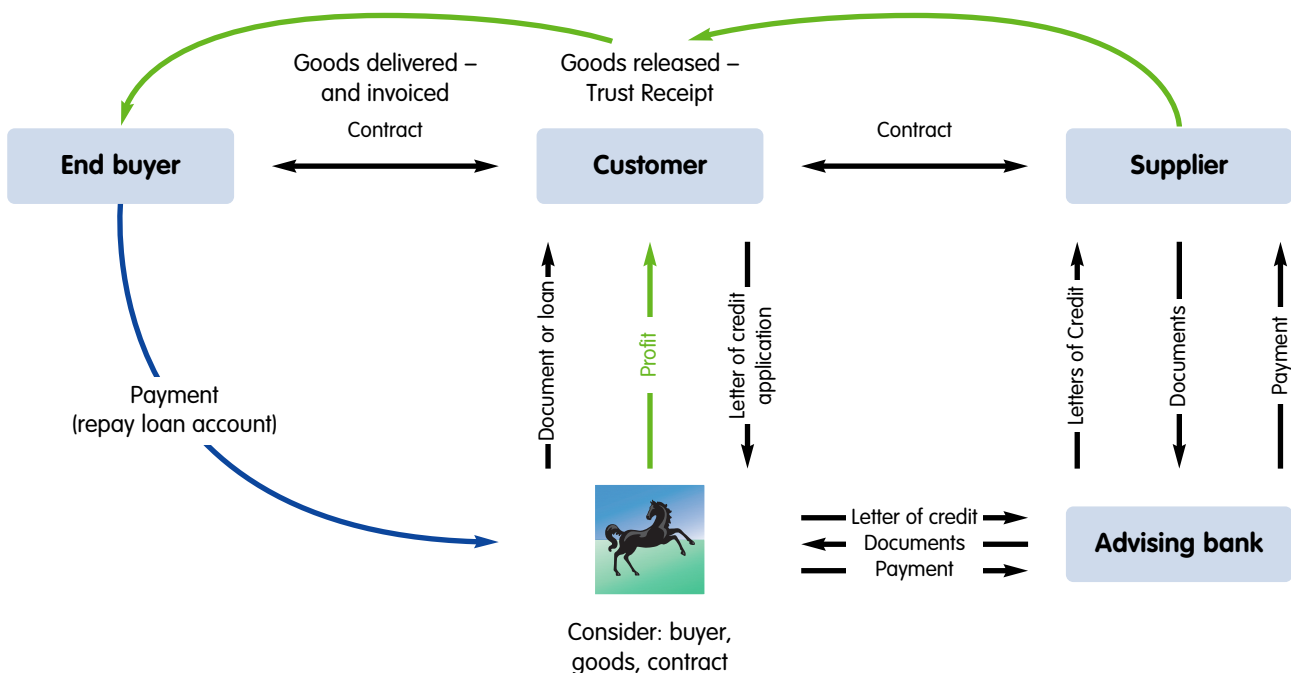 Goods delivered –
and invoiced
Goods released –
Trust Receipt
Contract
Contract
End buyer
Customer
Supplier
Document or loan
Profit
Letter of credit
application
Letters of Credit
Documents
Payment
Payment
(repay loan account)
Letter of credit
Documents
Payment
Advising bank
Consider: buyer,
goods, contract